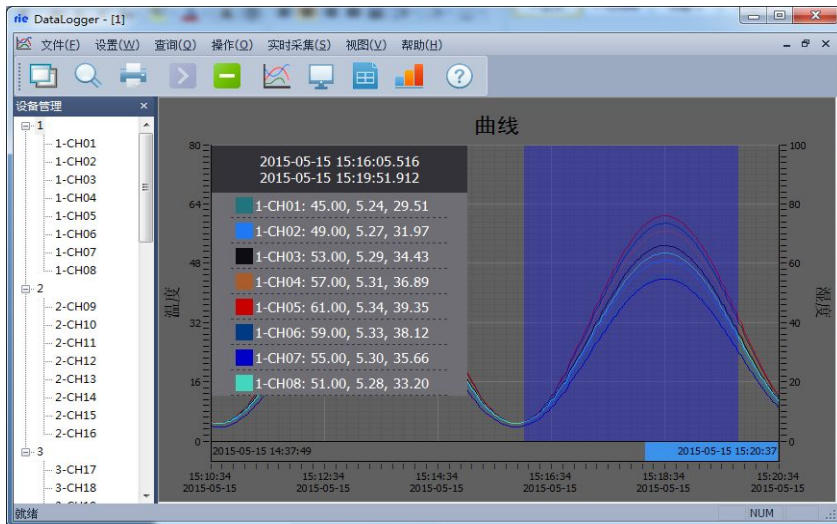 rie DataLogger - [1]
文件(F) 设置(W) 查询(Q) 操作(O) 实时采集(S) 视图(V) 帮助(H)
设备管理
1
1-CH01
1-CH02
1-CH03
1-CH04
1-CH05
1-CH06
1-CH07
1-CH08
2
2-CH09
2-CH10
2-CH11
2-CH12
2-CH13
2-CH14
2-CH15
2-CH16
3
3-CH17
3-CH18
曲线
80
64
48
32
16
0
温度
2015-05-15 15:16:05.516
2015-05-15 15:19:51.912
1-CH01: 45.00, 5.24, 29.51
1-CH02: 49.00, 5.27, 31.97
1-CH03: 53.00, 5.29, 34.43
1-CH04: 57.00, 5.31, 36.89
1-CH05: 61.00, 5.34, 39.35
1-CH06: 59.00, 5.33, 38.12
1-CH07: 55.00, 5.30, 35.66
1-CH08: 51.00, 5.28, 33.20
100
80
60
40
20
0
湿度
2015-05-15 14:37:49 2015-05-15 15:20:37
15:10:34 15:12:34 15:14:34 15:16:34 15:18:34 15:20:34
2015-05-15 2015-05-15 2015-05-15 2015-05-15 2015-05-15 2015-05-15
就绪 NUM